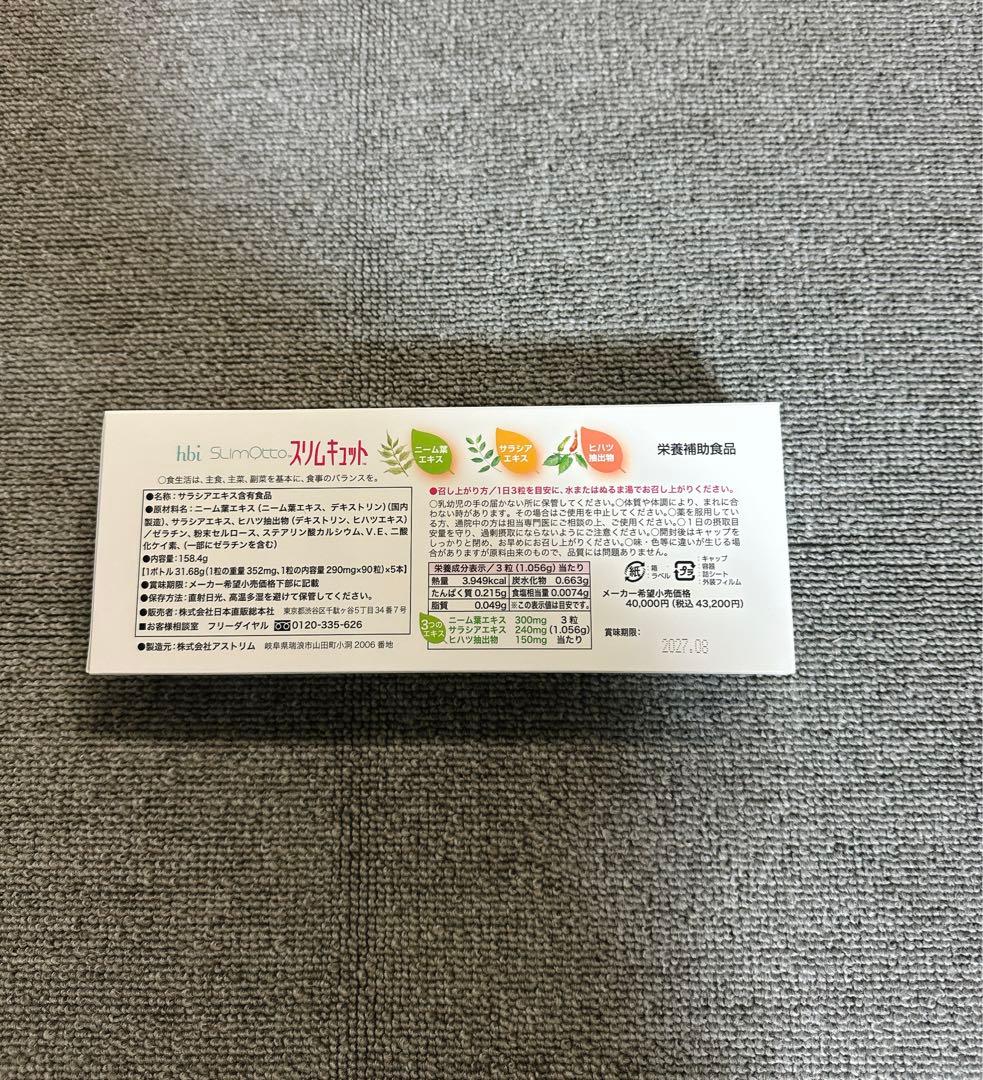 hbi SLimOtto スリムキュット
ニーム葉
エキス
サラシア
エキス
ヒハツ
抽出物
栄養補助食品
○食生活は、主食、主菜、副菜を基本に、食事のバランスを。
●名称：サラシアエキス含有食品
●原材料名：ニーム葉エキス（ニーム葉エキス、デキストリン）（国内
製造）、サラシアエキス、ヒハツ抽出物（デキストリン、ヒハツエキス）
／ゼラチン、粉末セルロース、ステアリン酸カルシウム、V.E、二酸
化ケイ素、（一部にゼラチンを含む）
●内容量：158.4g
[1ボトル31.68g（1粒の重量352mg、1粒の内容量290mg×90粒）×5本]
●賞味期限：メーカー希望小売価格下部に記載
●保存方法：直射日光、高温多湿を避けて保管してください。
●販売者：株式会社日本直販総本社 東京都渋谷区千駄ヶ谷5丁目34番7号
■お客様相談室 フリーダイヤル 0120-335-626
●製造元：株式会社アストリム 岐阜県瑞浪市山田町小洞2006番地
●召し上がり方／1日3粒を目安に、水またはぬるま湯でお召し上がりください。
○乳幼児の手の届かない所に保管してください。○体質や体調により、まれに合
わない時があります。その場合はご使用を中止してください。○薬を服用してい
る方、通院中の方は担当専門医にご相談の上、ご使用ください。○1日の摂取目
安量を守り、過剰摂取にならないようにご注意ください。○開封後はキャップを
しっかりと閉め、お早めにお召し上がりください。○味・色等に違いが生じる場
合がありますが原料由来のもので、品質には問題ありません。
栄養成分表示／3粒（1.056g）当たり
熱量 3.949kcal 炭水化物 0.663g
たんぱく質 0.215g 食塩相当量 0.0074g
脂質 0.049g ※この表示値は目安です。
3つの
エキス
ニーム葉エキス 300mg 3粒
サラシアエキス 240mg (1.056g)
ヒハツ抽出物 150mg 当たり
紙
：箱
：ラベル
プラ
：キャップ
：容器
：詰シート
：外装フィルム
メーカー希望小売価格
40,000円（税込43,200円）
賞味期限：
2027.08